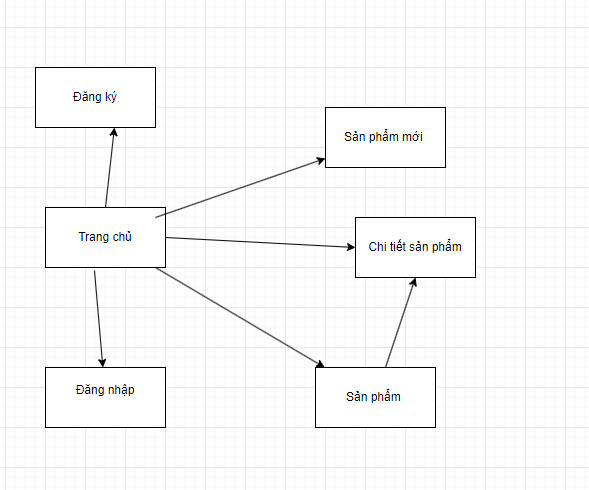 Đăng ký
Sản phẩm mới
Trang chủ
Chi tiết sản phẩm
Đăng nhập
Sản phẩm